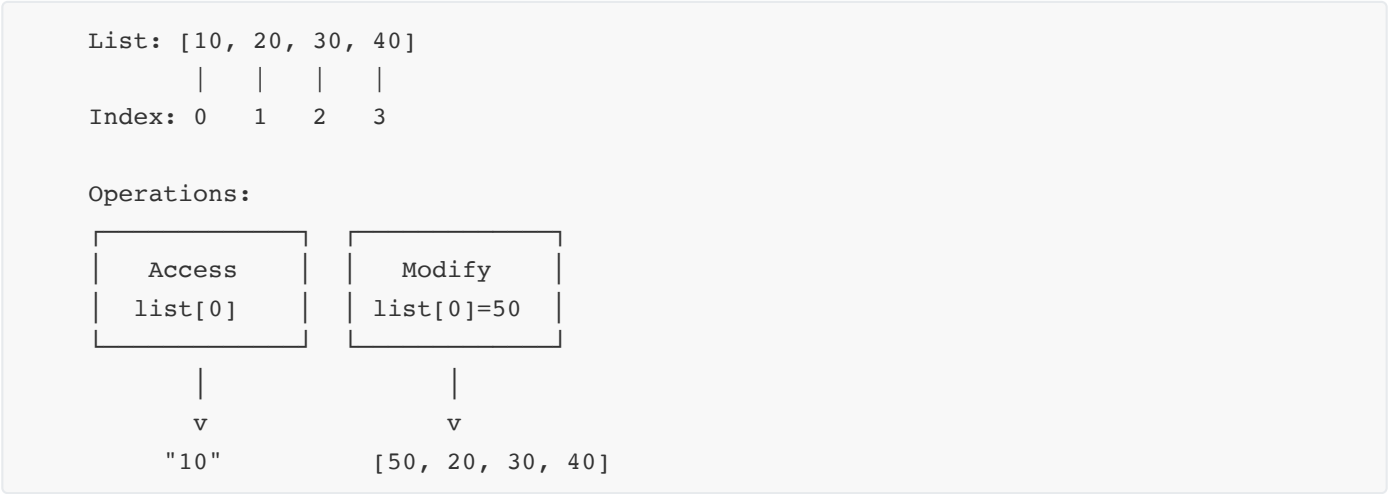 List: [10, 20, 30, 40]
| | | |
Index: 0 1 2 3
Operations:
Access Modify
list[0] list[0]=50
v v
"10" [50, 20, 30, 40]